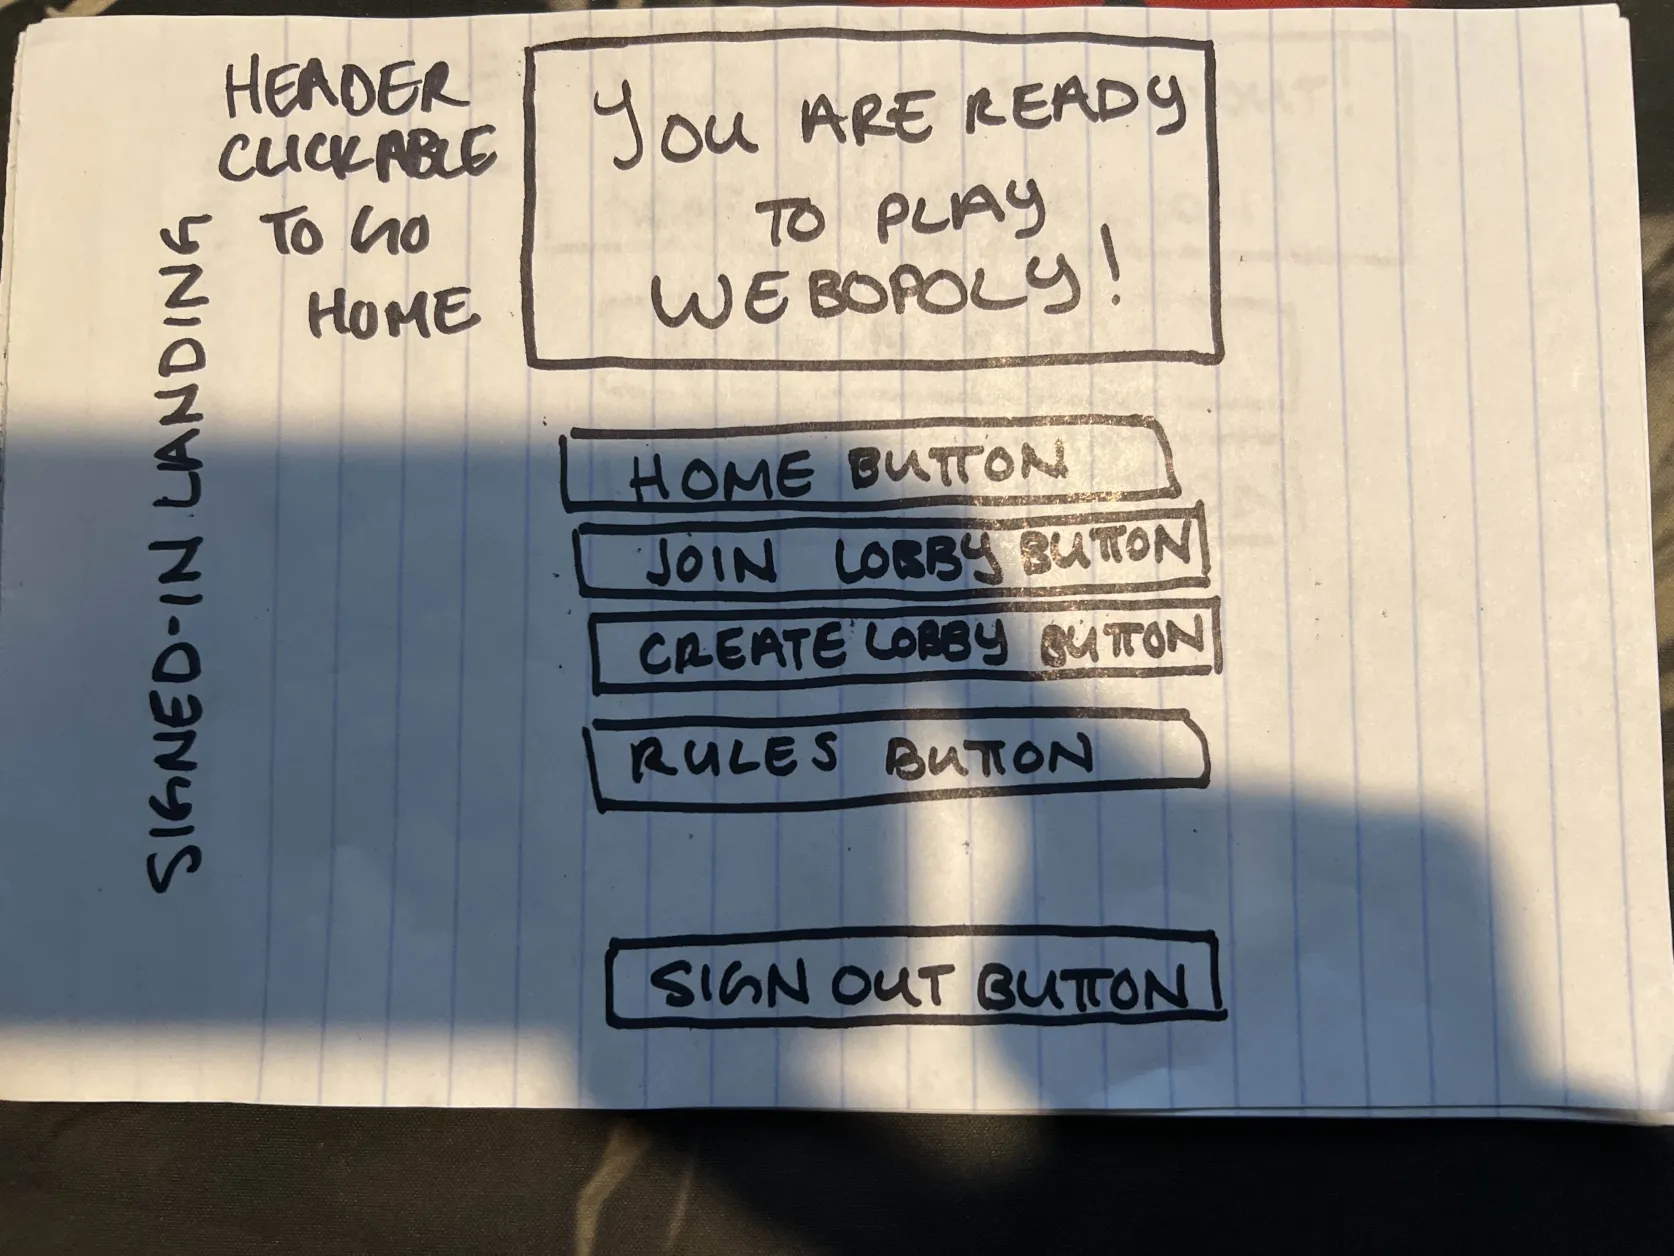 HEADER
CLICKABLE
TO GO
HOME
SIGNED-IN LANDING
YOU ARE READY
TO PLAY
WEBOPOLY!
HOME BUTTON
JOIN LOBBY BUTTON
CREATE LOBBY BUTTON
RULES BUTTON
SIGN OUT BUTTON